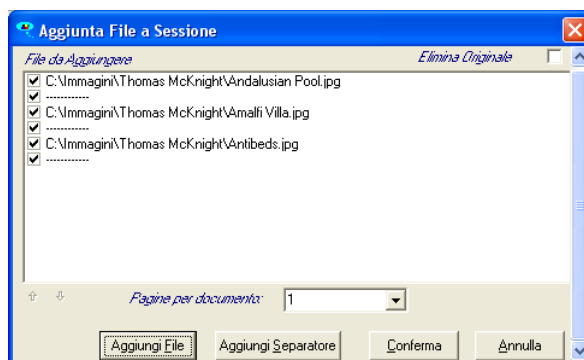 Aggiunta File a Sessione
File da Aggiungere Elimina Originale
C:\Immagini\Thomas McKnight\Andalusian Pool.jpg
------------
C:\Immagini\Thomas McKnight\Amalfi Villa.jpg
------------
C:\Immagini\Thomas McKnight\Antibeds.jpg
------------
Pagine per documento: 1
Aggiungi File Aggiungi Separatore Conferma Annulla